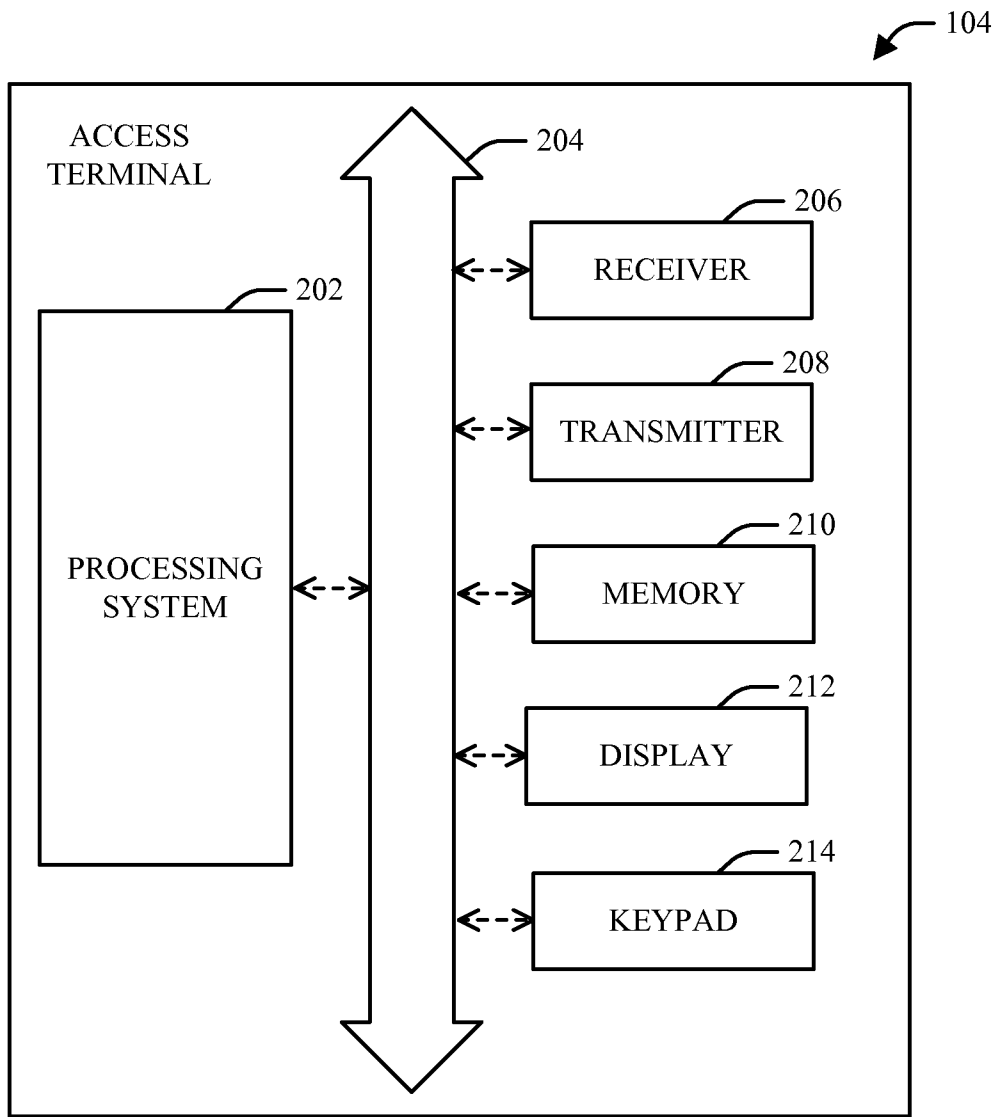 104
ACCESS
TERMINAL
204
206
RECEIVER
202
208
TRANSMITTER
210
PROCESSING
SYSTEM
MEMORY
212
DISPLAY
214
KEYPAD